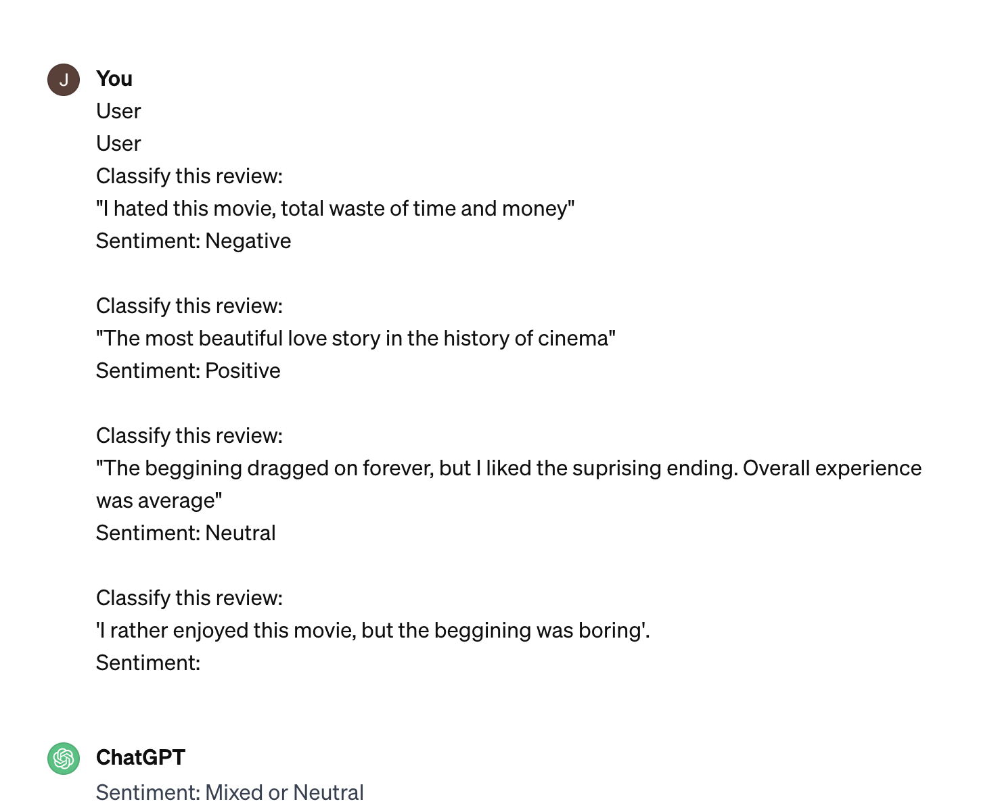 J
You
User
User
Classify this review:
"I hated this movie, total waste of time and money"
Sentiment: Negative
Classify this review:
"The most beautiful love story in the history of cinema"
Sentiment: Positive
Classify this review:
"The beggining dragged on forever, but I liked the suprising ending. Overall experience
was average"
Sentiment: Neutral
Classify this review:
'I rather enjoyed this movie, but the beggining was boring'.
Sentiment:
ChatGPT
Sentiment: Mixed or Neutral